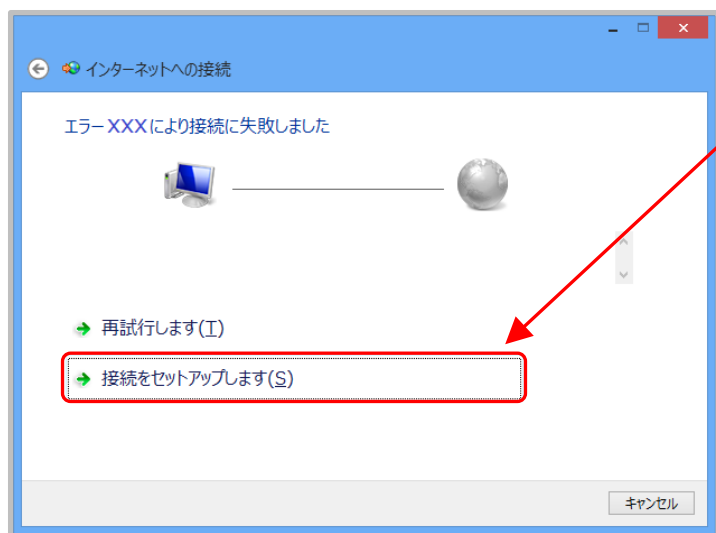 インターネットへの接続
エラーXXXにより接続に失敗しました
再試行します(T)
接続をセットアップします(S)
キャンセル